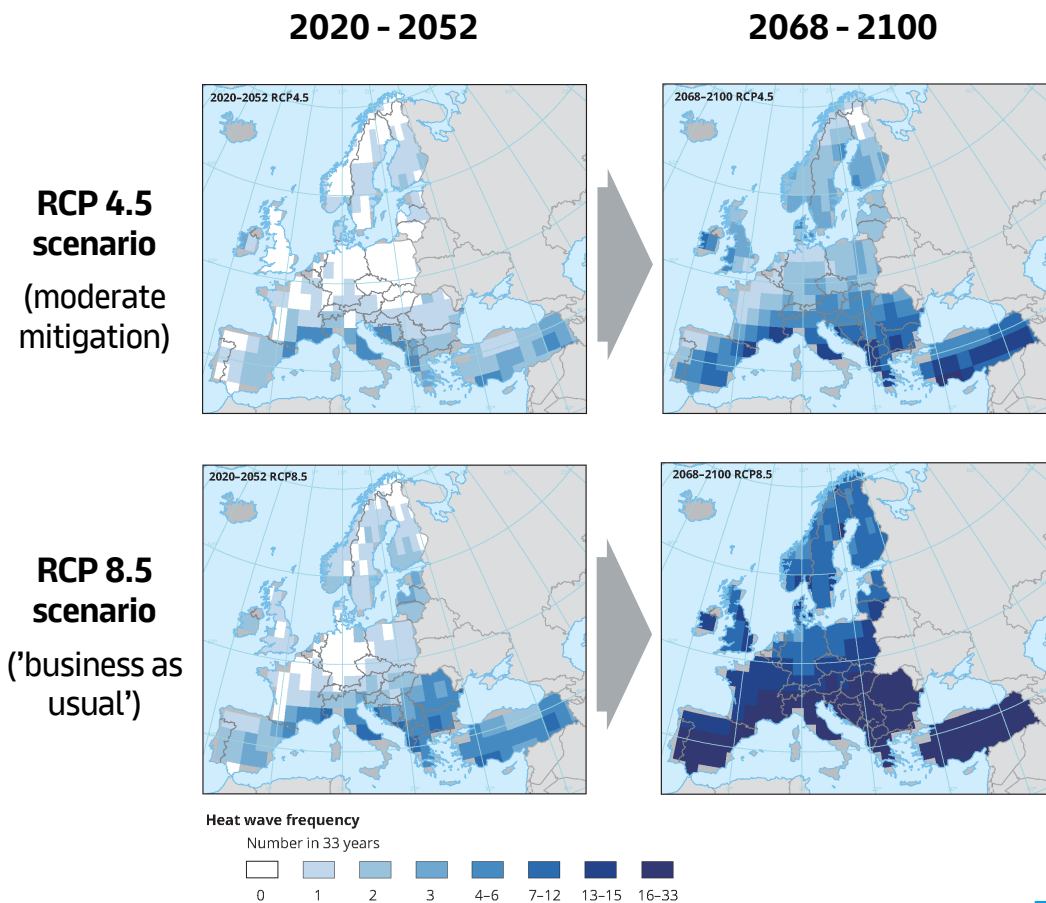 2020 – 2052
2068 – 2100
RCP 4.5
scenario
(moderate
mitigation)
2020–2052 RCP4.5
2068–2100 RCP4.5
RCP 8.5
scenario
(’business as
usual’)
2020–2052 RCP8.5
2068–2100 RCP8.5
Heat wave frequency
Number in 33 years
0
1
2
3
4–6
7–12
13–15
16–33